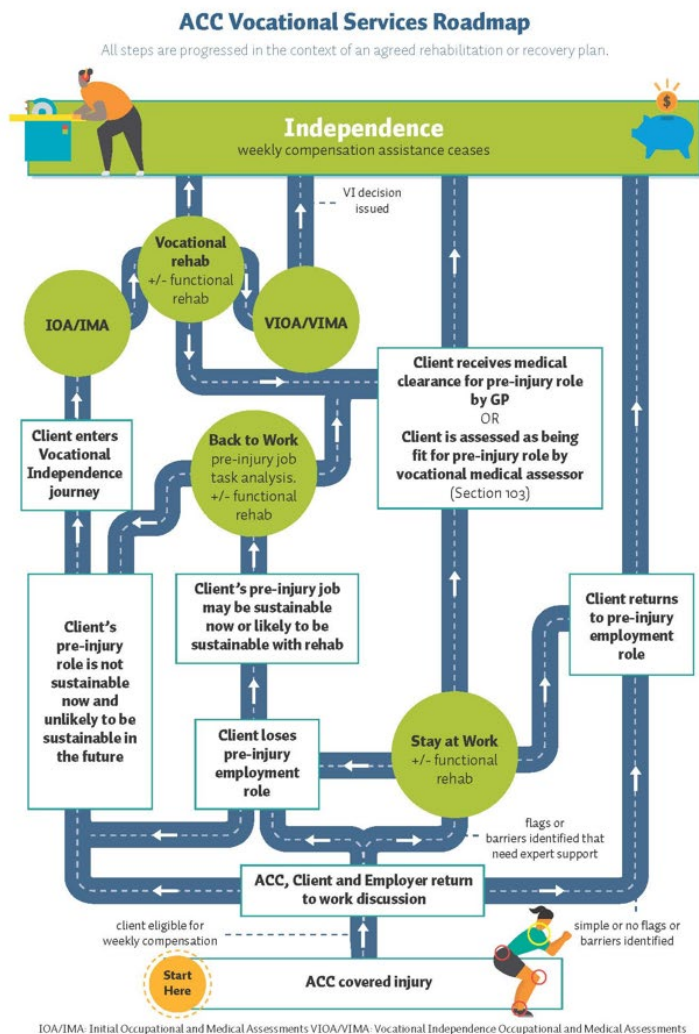 ACC Vocational Services Roadmap
All steps are progressed in the context of an agreed rehabilitation or recovery plan.
$
Independence
weekly compensation assistance ceases
VI decision
issued
Vocational
rehab
+/- functional
rehab
IOA/IMA
VIOA/VIMA
Client receives medical
clearance for pre-injury role
by GP
OR
Client is assessed as being
fit for pre-injury role by
vocational medical assessor
(Section 103)
Client enters
Vocational
Independence
journey
Back to Work
pre-injury job
task analysis.
+/- functional
rehab
Client's
pre-injury
role is not
sustainable
now and
unlikely to be
sustainable in
the future
Client's pre-injury job
may be sustainable
now or likely to be
sustainable with rehab
Client returns
to pre-injury
employment
role
Client loses
pre-injury
employment
role
Stay at Work
+/- functional
rehab
flags or
barriers identified that
need expert support
ACC, Client and Employer return
to work discussion
client eligible for
weekly compensation
simple or no flags or
barriers identified
Start
Here
ACC covered injury
IOA/IMA: Initial Occupational and Medical Assessments VIOA/VIMA: Vocational Independence Occupational and Medical Assessments